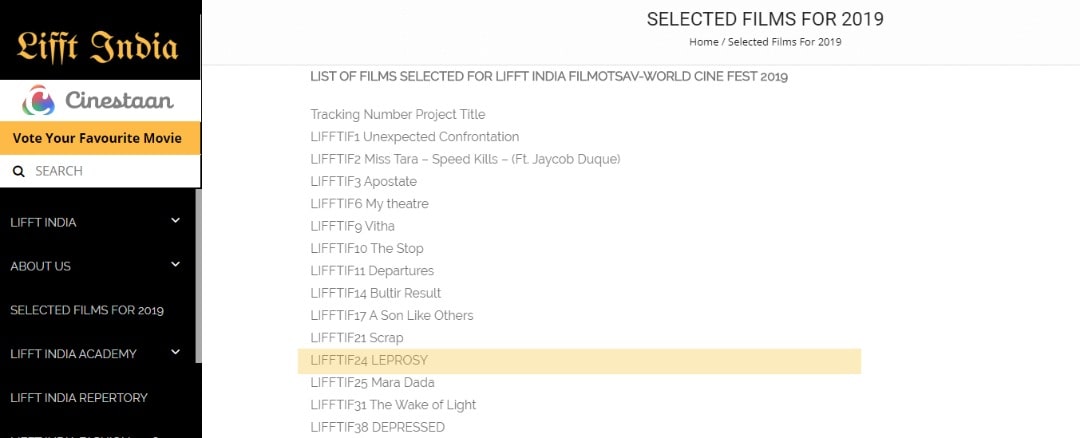 Lifft India
Cinestaan
Vote Your Favourite Movie
SEARCH
LIFFT INDIA
ABOUT US
SELECTED FILMS FOR 2019
LIFFT INDIA ACADEMY
LIFFT INDIA REPERTORY
SELECTED FILMS FOR 2019
Home / Selected Films For 2019
LIST OF FILMS SELECTED FOR LIFFT INDIA FILMOTSAV-WORLD CINE FEST 2019
Tracking Number Project Title
LIFFTIF1 Unexpected Confrontation
LIFFTIF2 Miss Tara – Speed Kills – (Ft. Jaycob Duque)
LIFFTIF3 Apostate
LIFFTIF6 My theatre
LIFFTIF9 Vitha
LIFFTIF10 The Stop
LIFFTIF11 Departures
LIFFTIF14 Bultir Result
LIFFTIF17 A Son Like Others
LIFFTIF21 Scrap
LIFFTIF24 LEPROSY
LIFFTIF25 Mara Dada
LIFFTIF31 The Wake of Light
LIFFTIF38 DEPRESSED